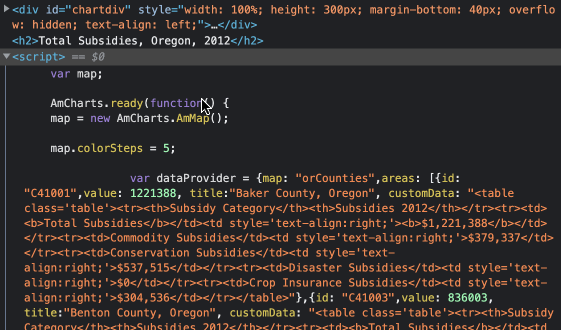 <div id="chartdiv" style="width: 100%; height: 300px; margin-bottom: 40px; overflo
w: hidden; text-align: left;">…</div>
<h2>Total Subsidies, Oregon, 2012</h2>
<script> == $0
var map;
AmCharts.ready(function() {
map = new AmCharts.AmMap();
map.colorSteps = 5;
var dataProvider = {map: "orCounties",areas: [{id:
"C41001",value: 1221388, title:"Baker County, Oregon", customData: "<table
class='table'><tr><th>Subsidy Category</th><th>Subsidies 2012</th></tr><tr><td>
<b>Total Subsidies</b></td><td style='text-align:right;'><b>$1,221,388</b></td>
</tr><tr><td>Commodity Subsidies</td><td style='text-align:right;'>$379,337</td>
</tr><tr><td>Conservation Subsidies</td><td style='text-
align:right;'>$537,515</td></tr><tr><td>Disaster Subsidies</td><td style='text-align:right;'>
$0</td></tr><tr><td>Crop Insurance Subsidies</td><td style='text-align:right;'>
$304,536</td></tr></table>"},{id: "C41003",value: 836003,
title:"Benton County, Oregon", customData: "<table class='table'><tr><th>Subsidy
Category</th><th>Subsidies 2012</th></tr><tr><td><b>Total Subsidies</b></td><td